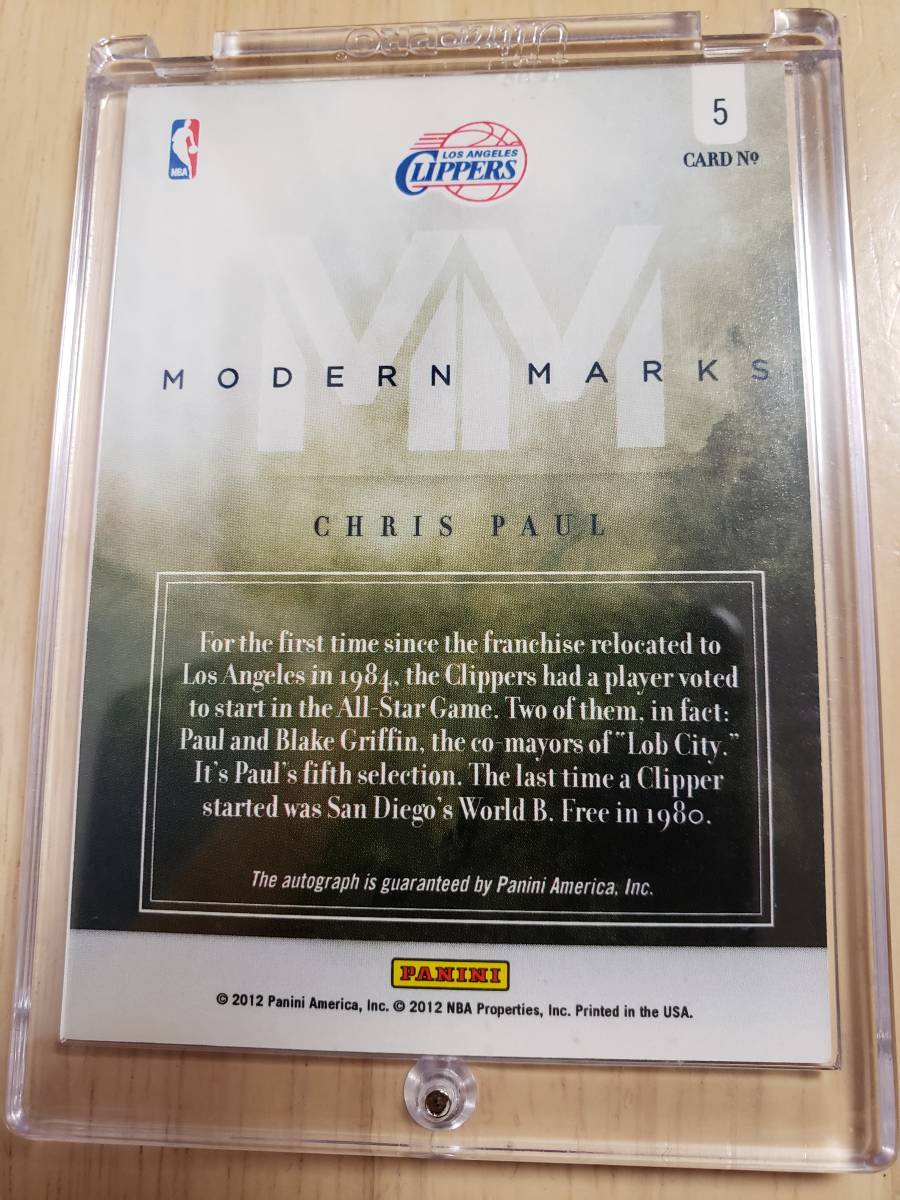 Ultra•PRO
NBA
LOS ANGELES
CLIPPERS
5
CARD Nº
MM
MODERN MARKS
CHRIS PAUL
For the first time since the franchise relocated to
Los Angeles in 1984, the Clippers had a player voted
to start in the All-Star Game. Two of them, in fact:
Paul and Blake Griffin, the co-mayors of "Lob City."
It's Paul's fifth selection. The last time a Clipper
started was San Diego's World B. Free in 1980.
The autograph is guaranteed by Panini America, Inc.
PANINI
© 2012 Panini America, Inc. © 2012 NBA Properties, Inc. Printed in the USA.